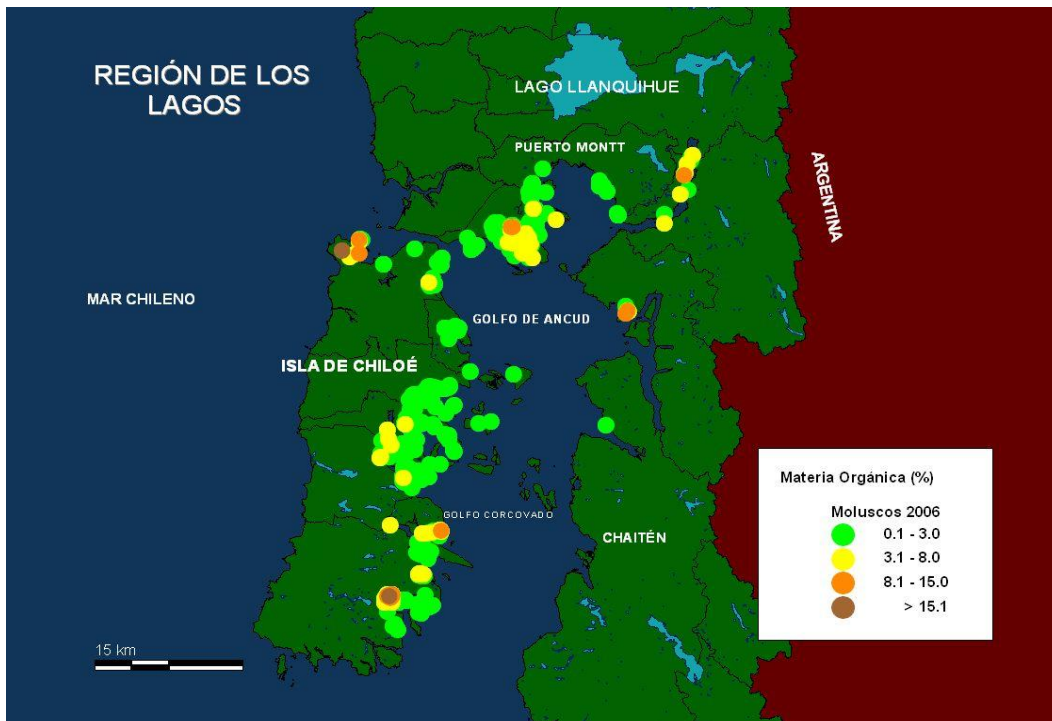 REGIÓN DE LOS
LAGOS
LAGO LLANQUIHUE
PUERTO MONTT
ARGENTINA
MAR CHILENO
GOLFO DE ANCUD
ISLA DE CHILOÉ
GOLFO CORCOVADO
CHAITÉN
Materia Orgánica (%)
Moluscos 2006
0.1 - 3.0
3.1 - 8.0
8.1 - 15.0
> 15.1
15 km